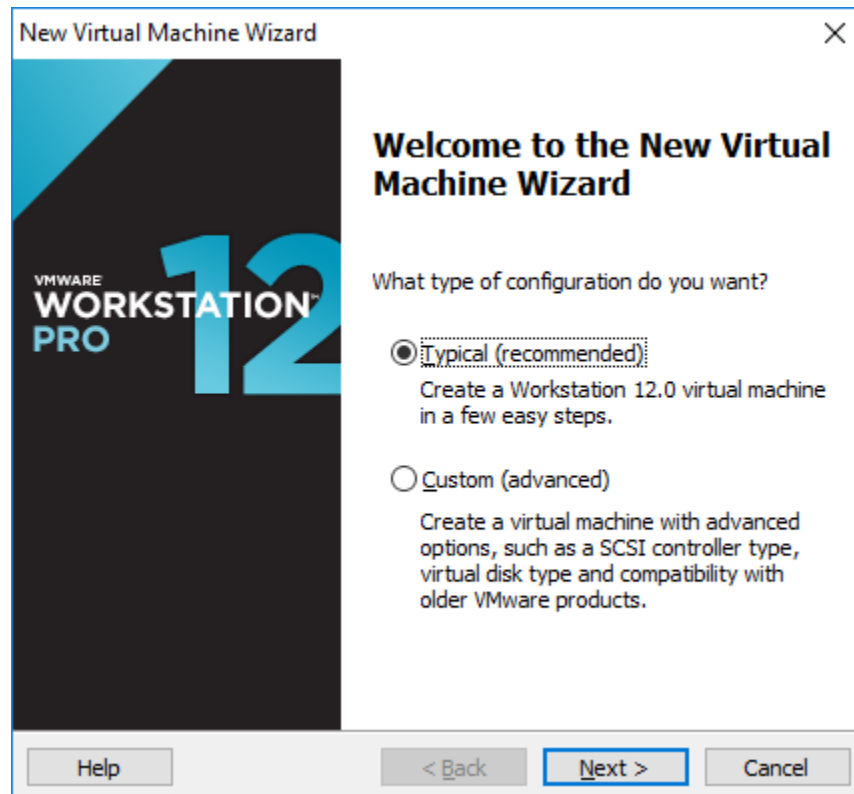 New Virtual Machine Wizard
VMWARE
WORKSTATION™
PRO
12
Welcome to the New Virtual
Machine Wizard
What type of configuration do you want?
Typical (recommended)
Create a Workstation 12.0 virtual machine
in a few easy steps.
Custom (advanced)
Create a virtual machine with advanced
options, such as a SCSI controller type,
virtual disk type and compatibility with
older VMware products.
Help
< Back
Next >
Cancel